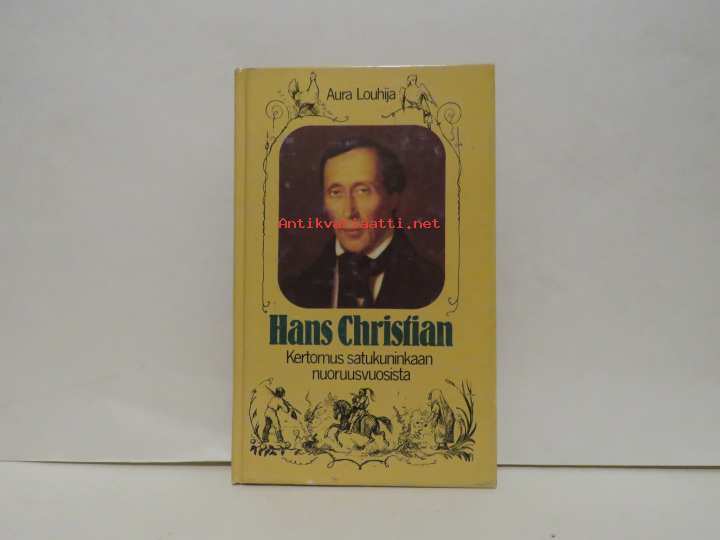 Aura Louhija
Antikvariaatti.net
Hans Christian
Kertomus satukuninkaan
nuoruusvuosista